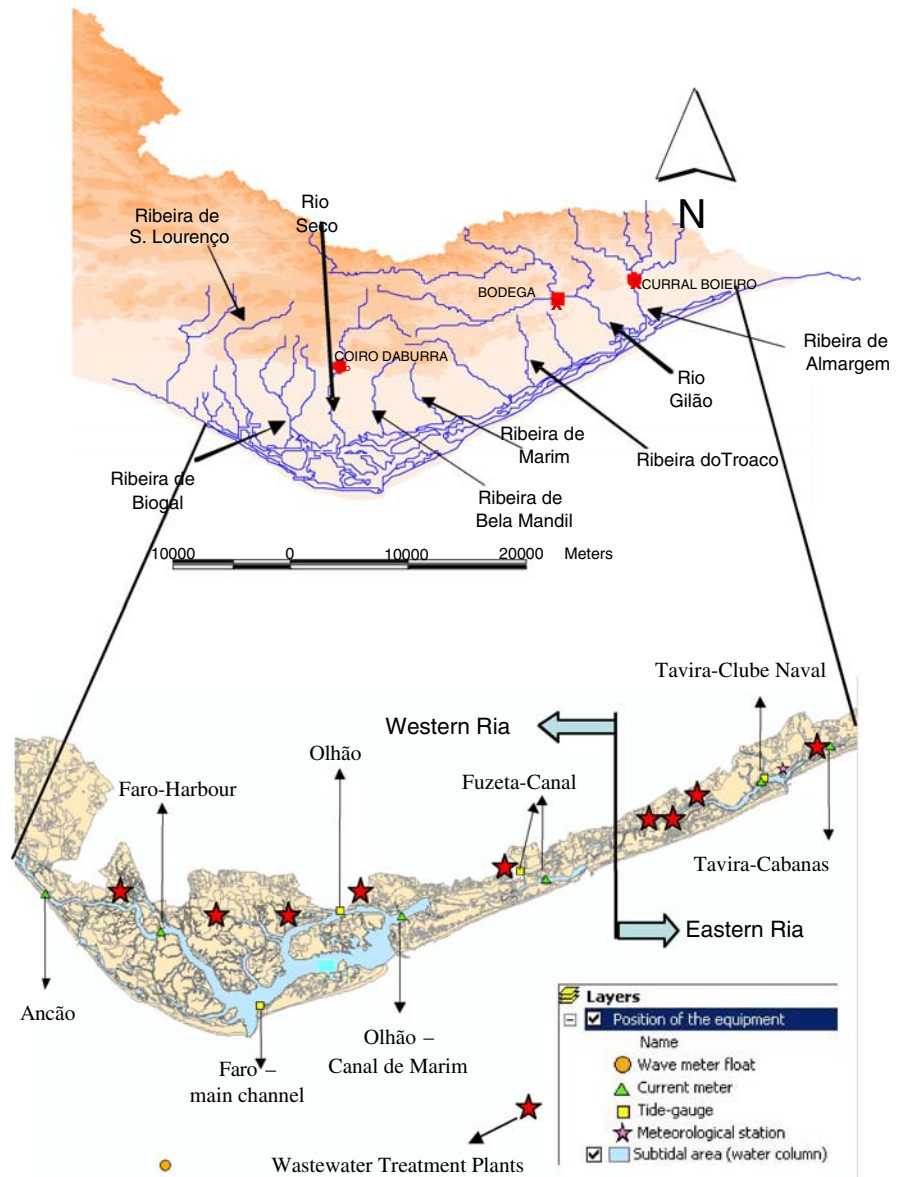 Ribeira de
S. Lourenço
Rio
Seco
N
BODEGA
CURRAL BOIEIRO
COIRO DABURRA
Ribeira de
Almargem
Rio
Gilão
Ribeira de
Marim
Ribeira doTroaco
Ribeira de
Biogal
Ribeira de
Bela Mandil
10000 0 10000 20000 Meters
Tavira-Clube Naval
Western Ria
Olhão
Faro-Harbour
Fuzeta-Canal
Tavira-Cabanas
Eastern Ria
Ancão
Olhão –
Canal de Marim
Faro –
main channel
Wastewater Treatment Plants
Layers
Position of the equipment
Name
Wave meter float
Current meter
Tide-gauge
Meteorological station
Subtidal area (water column)